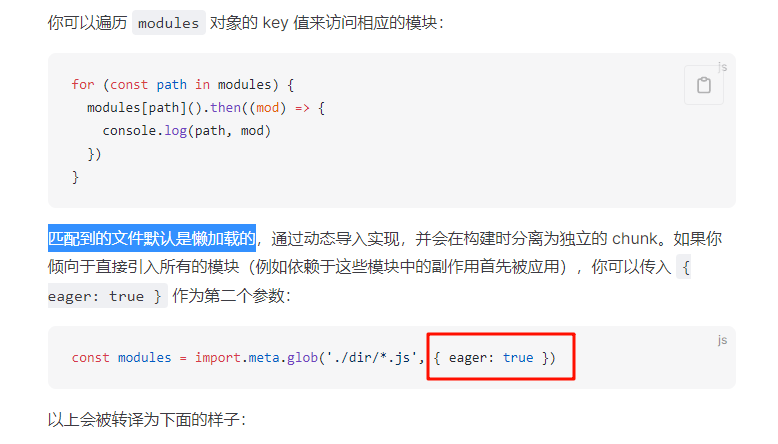 你可以遍历 modules 对象的 key 值来访问相应的模块：
js
for (const path in modules) {
  modules[path]().then((mod) => {
    console.log(path, mod)
  })
}
匹配到的文件默认是懒加载的，通过动态导入实现，并会在构建时分离为独立的 chunk。如果你
倾向于直接引入所有的模块（例如依赖于这些模块中的副作用首先被应用），你可以传入 {
eager: true } 作为第二个参数：
js
const modules = import.meta.glob('./dir/*.js', { eager: true })
以上会被转译为下面的样子：